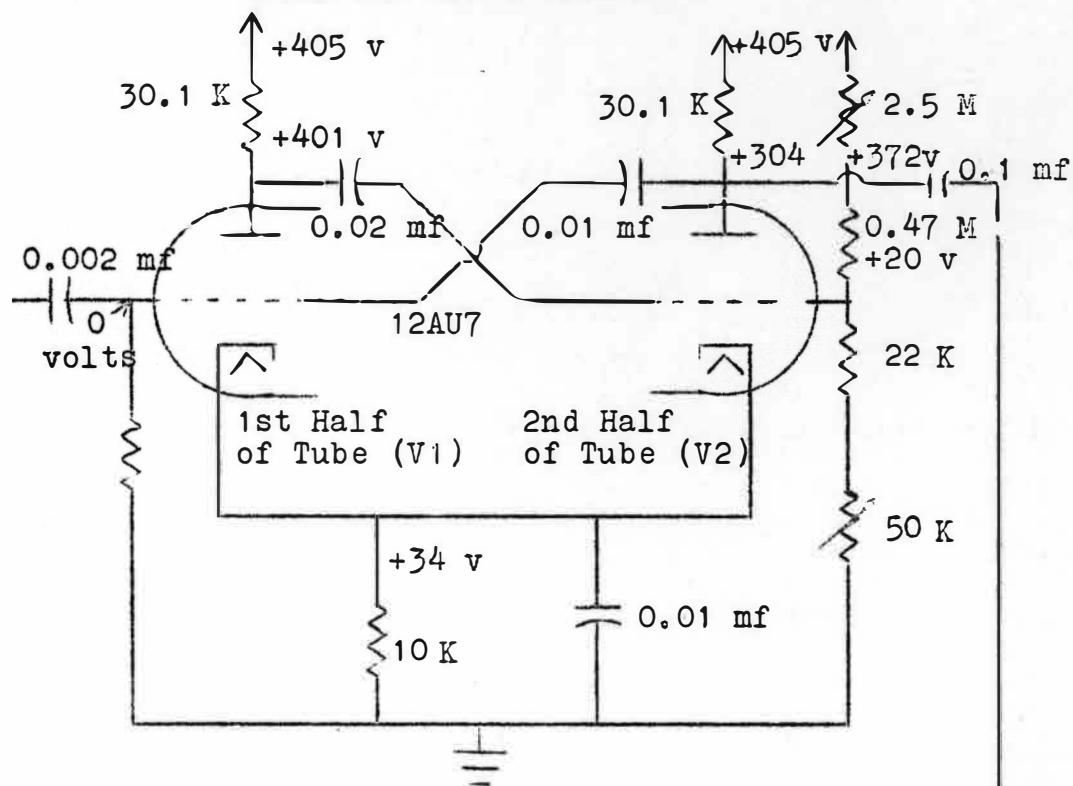 +405 v
+405 v
30.1 K
30.1 K
2.5 M
+401 v
+304
+372v
0.1 mf
0.02 mf
0.01 mf
0.47 M
+20 v
0.002 mf
0
volts
12AU7
22 K
1st Half
of Tube (V1)
2nd Half
of Tube (V2)
50 K
+34 v
10 K
0.01 mf